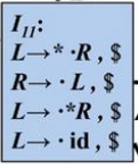 I₁₁:
L→* ·R , $
R→ · L , $
L→ ·*R , $
L→ · id , $